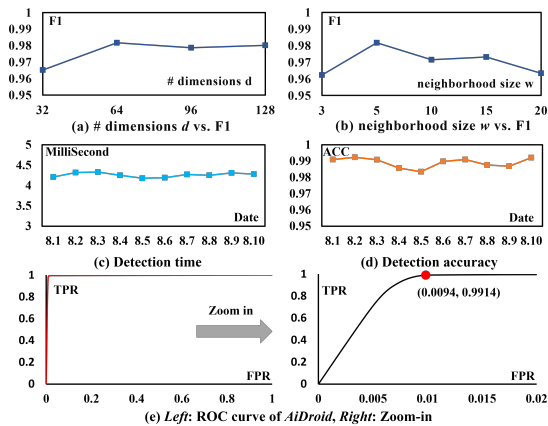 F1
1
0.99
0.98
0.97
0.96
0.95
# dimensions d
32 64 96 128
(a) # dimensions d vs. F1
F1
1
0.99
0.98
0.97
0.96
0.95
neighborhood size w
3 5 10 15 20
(b) neighborhood size w vs. F1
MilliSecond
5
4.5
4
3.5
3
Date
8.1 8.2 8.3 8.4 8.5 8.6 8.7 8.8 8.9 8.10
(c) Detection time
ACC
1
0.99
0.98
0.97
0.96
0.95
Date
8.1 8.2 8.3 8.4 8.5 8.6 8.7 8.8 8.9 8.10
(d) Detection accuracy
1
TPR
0.8
0.6
0.4
0.2
0
FPR
0 0.2 0.4 0.6 0.8 1
Zoom in
1
TPR
0.8
0.6
0.4
0.2
0
(0.0094, 0.9914)
FPR
0 0.005 0.01 0.015 0.02
(e) Left: ROC curve of AiDroid, Right: Zoom-in